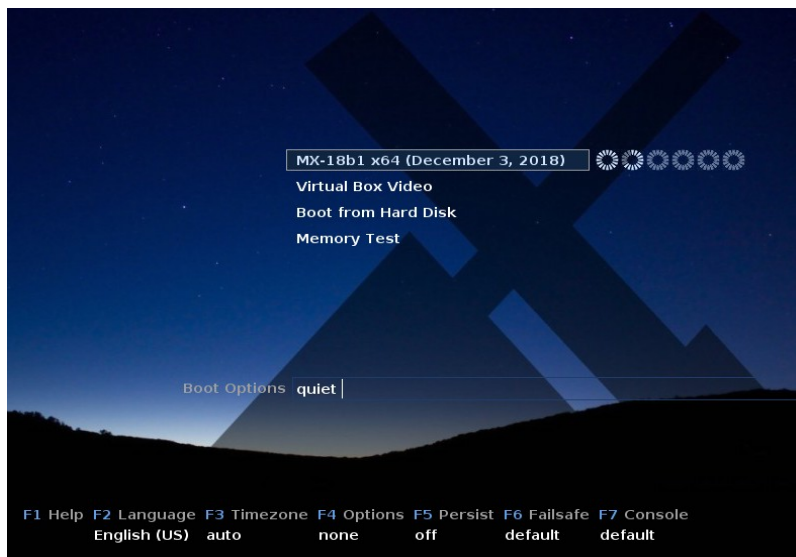 MX-18b1 x64 (December 3, 2018)
Virtual Box Video
Boot from Hard Disk
Memory Test
Boot Options quiet
F1 Help F2 Language F3 Timezone F4 Options F5 Persist F6 Failsafe F7 Console
English (US) auto none off default default